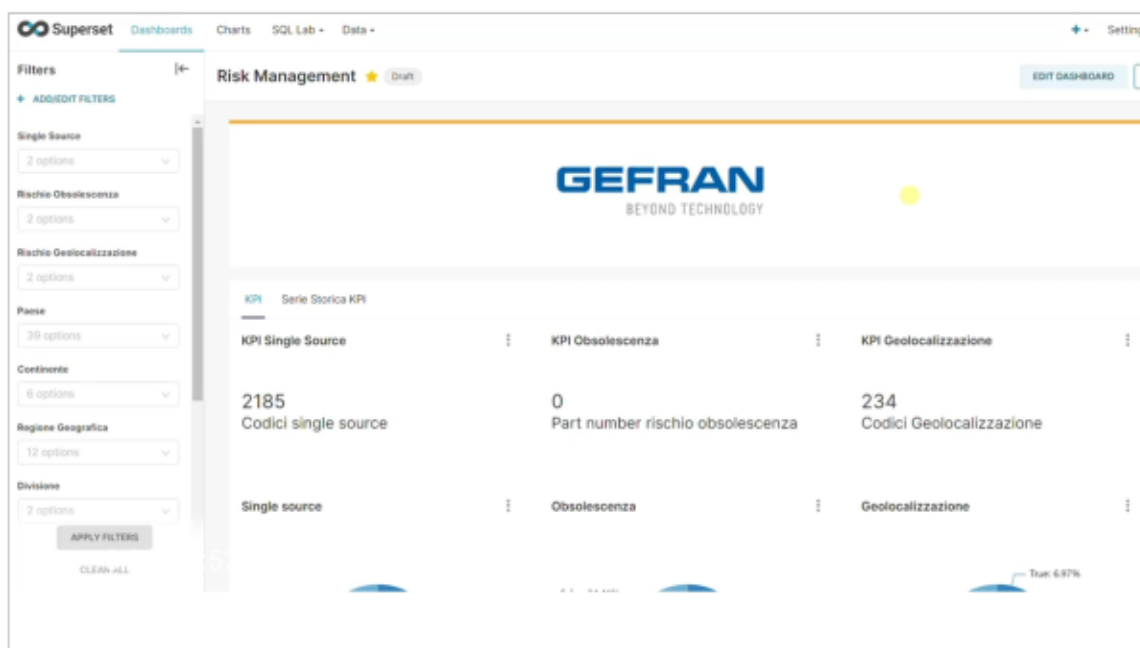 Superset Dashboards Charts SQL Lab Data Settin
Filters
ADD/EDIT FILTERS
Single Source
2 options
Rischio Obsolescenza
2 options
Rischio Geolocalizzazione
2 options
Paese
39 options
Continente
6 options
Regione Geografica
12 options
Divisione
2 options
APPLY FILTERS
CLEAR ALL
Risk Management Draft EDIT DASHBOARD
GEFRAN
BEYOND TECHNOLOGY
KPI Serie Storica KPI
KPI Single Source KPI Obsolescenza KPI Geolocalizzazione
2185 0 234
Codici single source Part number rischio obsolescenza Codici Geolocalizzazione
Single source Obsolescenza Geolocalizzazione
True: 6.97%